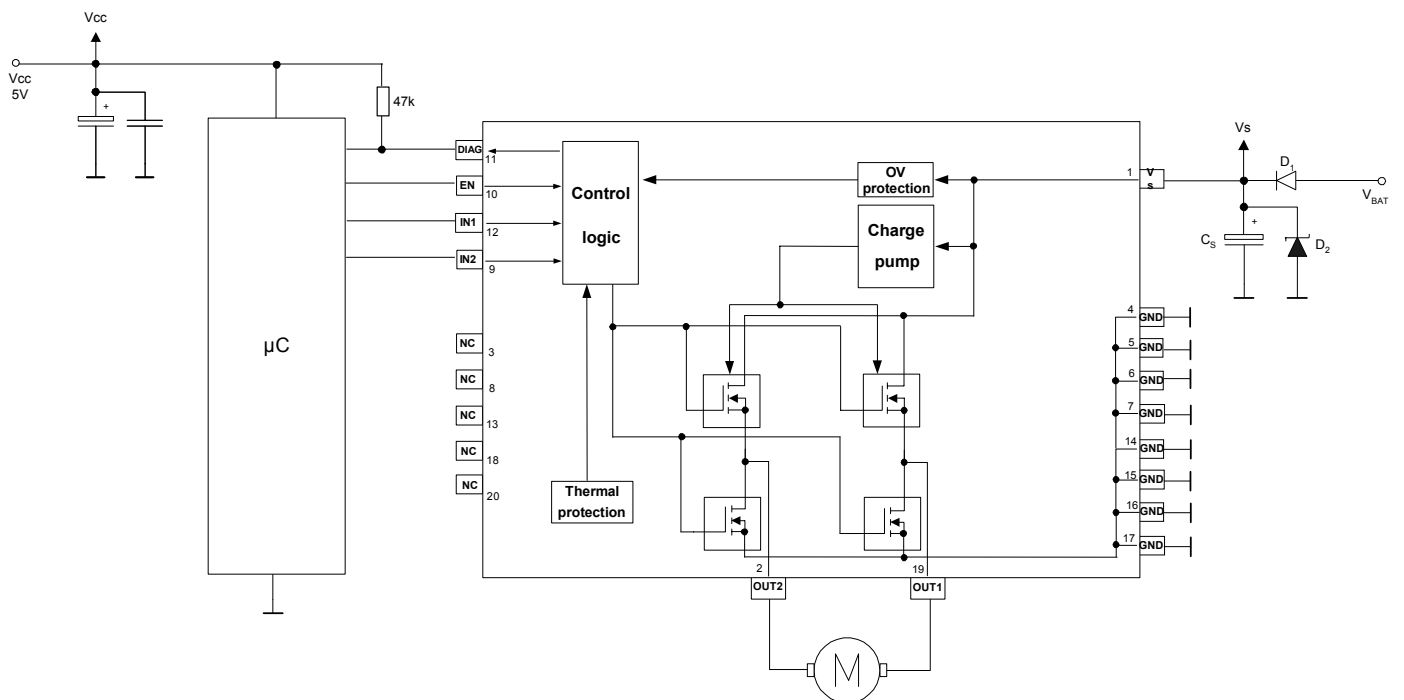 Vcc
Vcc
5V
+
47k
µC
DIAG
11
EN
10
IN1
12
IN2
9
NC
3
NC
8
NC
13
NC
18
NC
20
Control
logic
OV
protection
Charge
pump
Thermal
protection
1
V
s
Vs
D1
VBAT
+
CS
D2
4
GND
5
GND
6
GND
7
GND
14
GND
15
GND
16
GND
17
GND
2
OUT2
19
OUT1
M